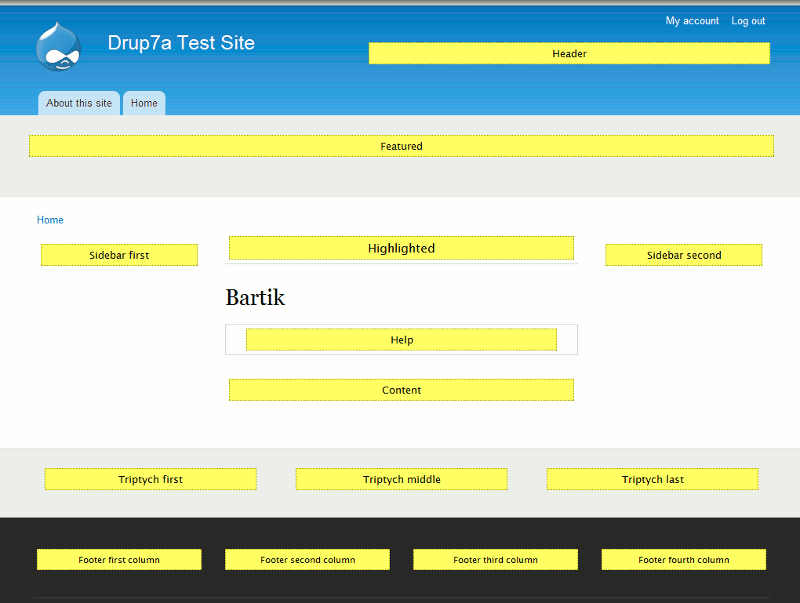 My account Log out
Drup7a Test Site
Header
About this site Home
Featured
Home
Sidebar first Highlighted Sidebar second
Bartik
Help
Content
Triptych first Triptych middle Triptych last
Footer first column Footer second column Footer third column Footer fourth column